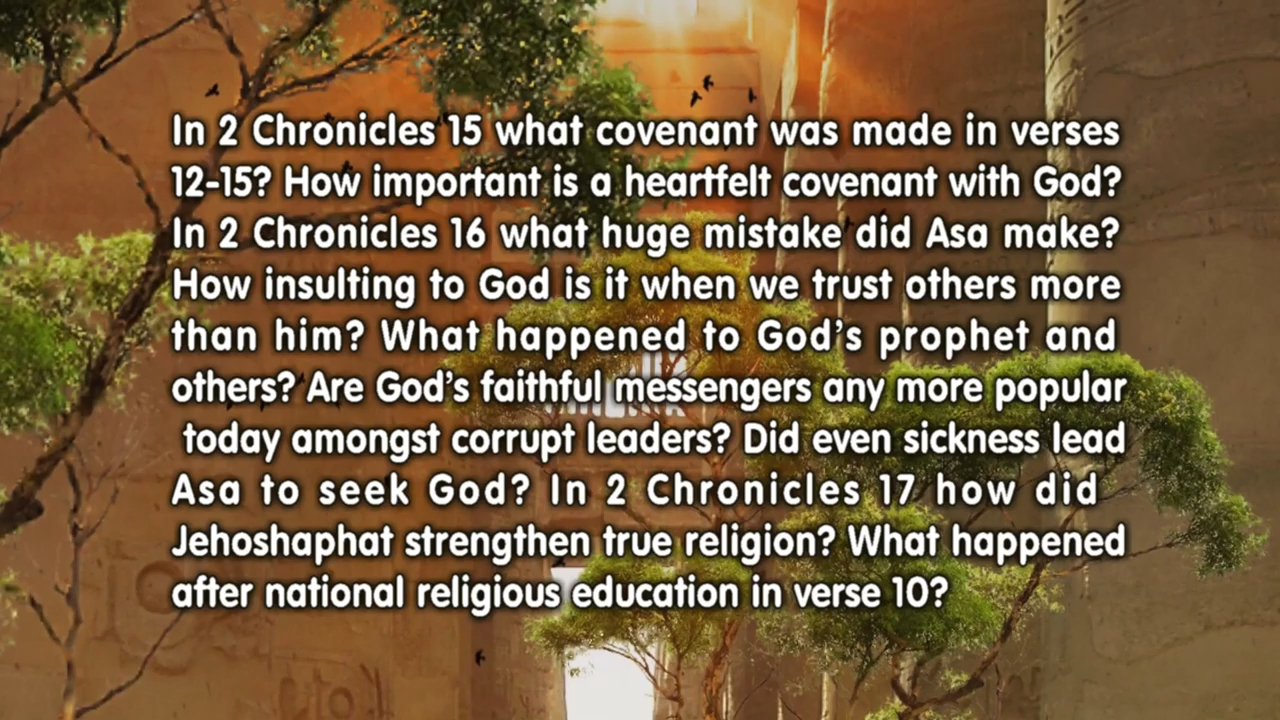 In 2 Chronicles 15 what covenant was made in verses
12-15? How important is a heartfelt covenant with God?
In 2 Chronicles 16 what huge mistake did Asa make?
How insulting to God is it when we trust others more
than him? What happened to God's prophet and
others? Are God's faithful messengers any more popular
today amongst corrupt leaders? Did even sickness lead
Asa to seek God? In 2 Chronicles 17 how did
Jehoshaphat strengthen true religion? What happened
after national religious education in verse 10?